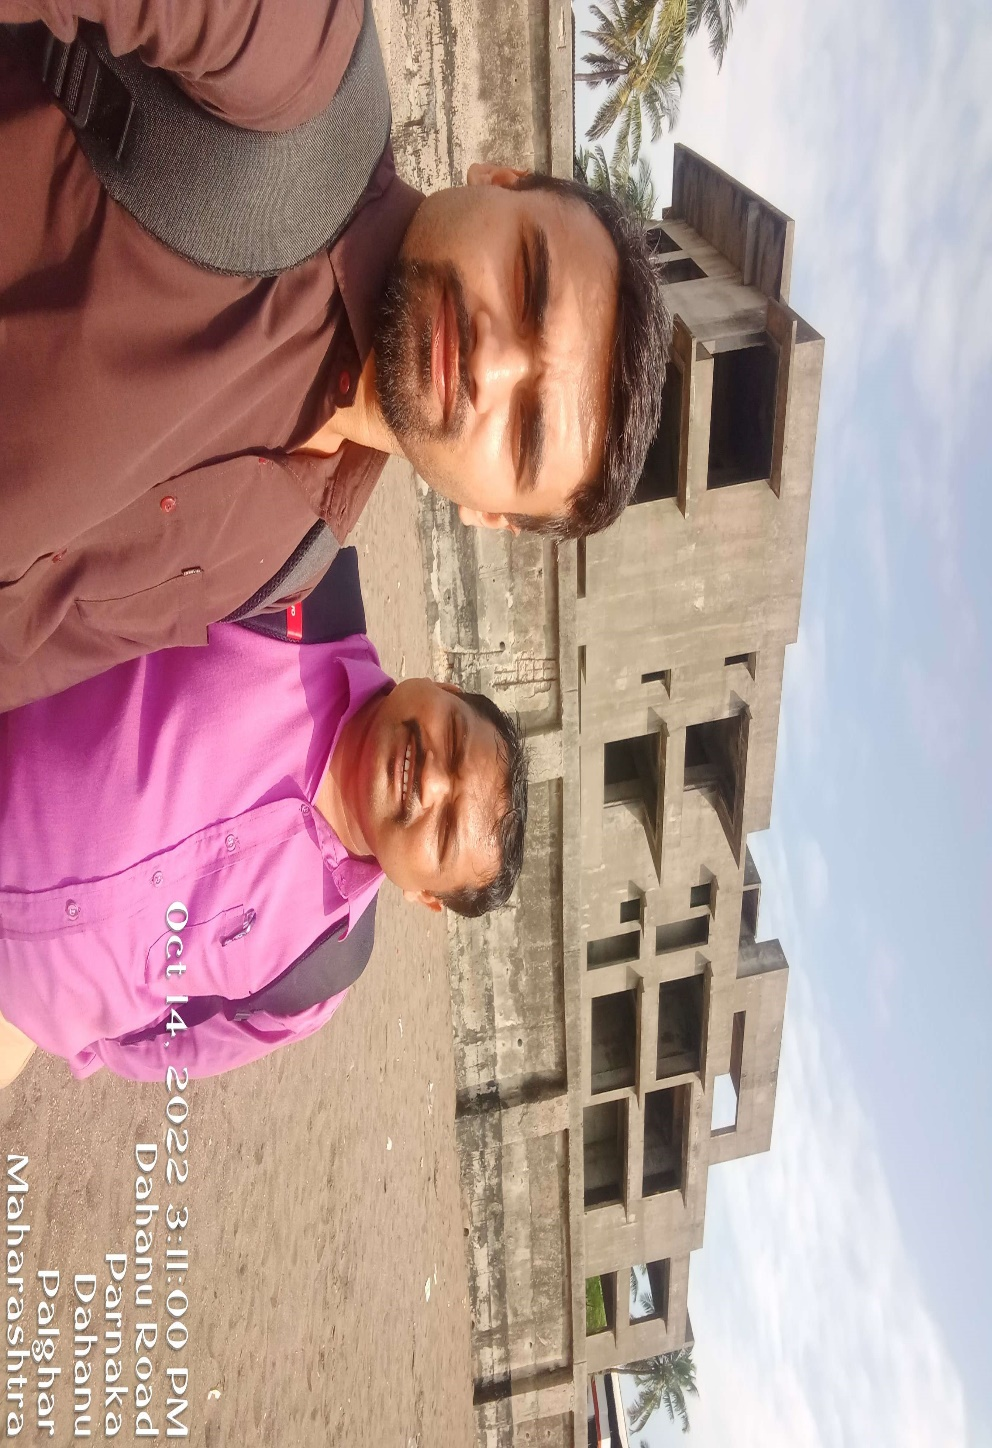 Oct 14, 2022 3:11:00 PM
Dahanu Road
Parnaka
Dahanu
Palghar
Maharashtra